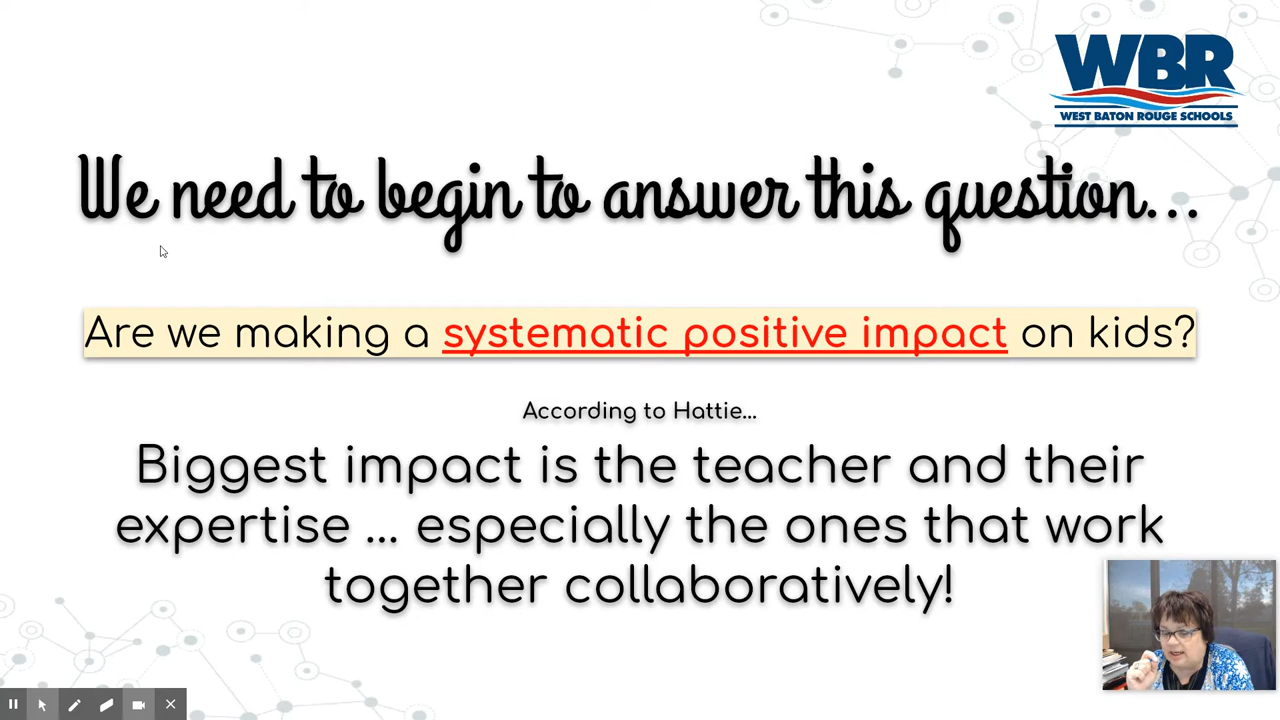 WBR
WEST BATON ROUGE SCHOOLS
We need to begin to answer this question...
Are we making a systematic positive impact on kids?
According to Hattie...
Biggest impact is the teacher and their
expertise ... especially the ones that work
together collaboratively!